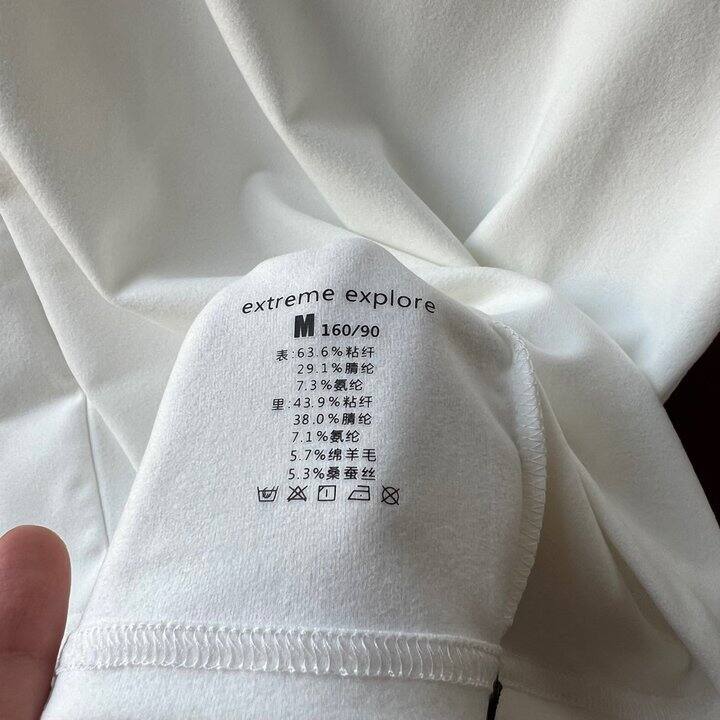 extreme explore
M 160/90
表:63.6%粘纤
29.1%腈纶
7.3%氨纶
里:43.9%粘纤
38.0%腈纶
7.1%氨纶
5.7%绵羊毛
5.3%桑蚕丝